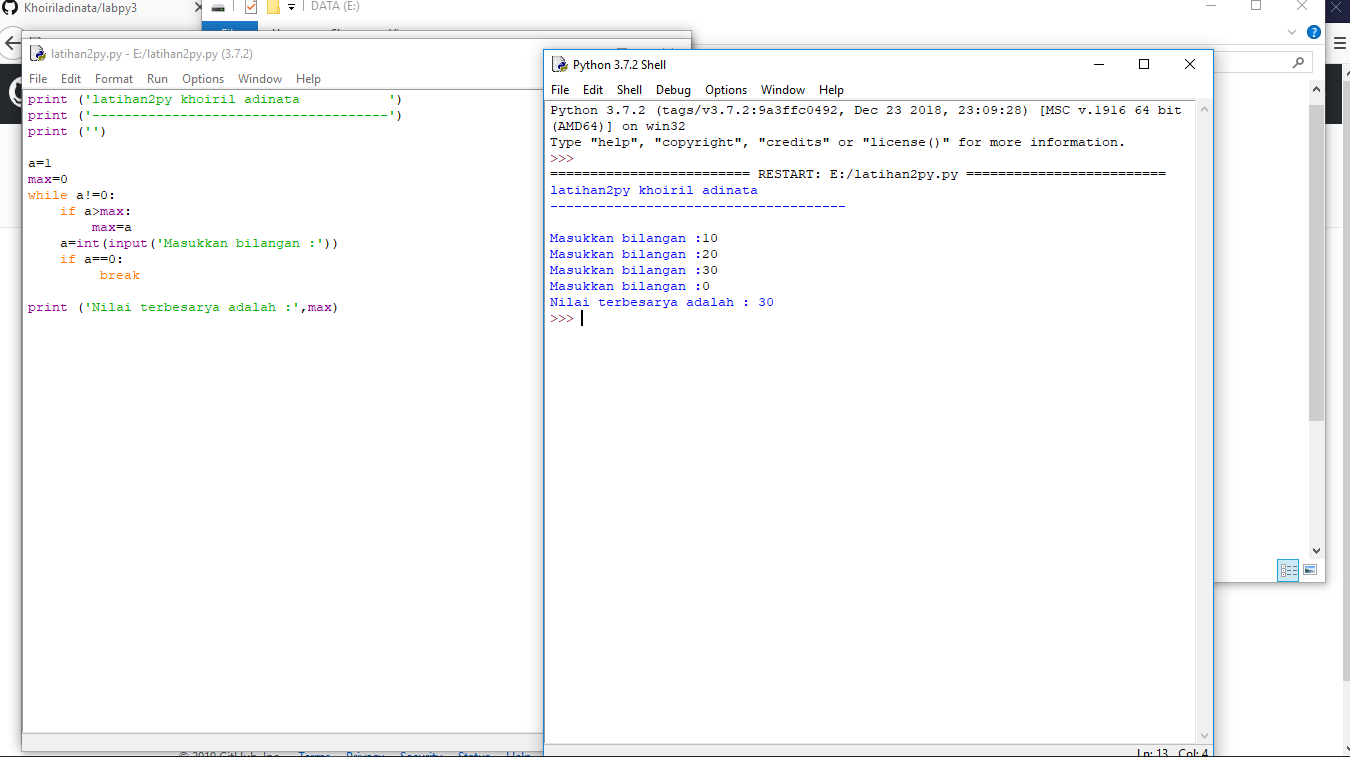 Khoiriladinata/labpy3
DATA (E:)
latihan2py.py - E:/latihan2py.py (3.7.2)
File Edit Format Run Options Window Help
print ('latihan2py khoiril adinata           ')
print ('-------------------------------------')
print ('')
a=1
max=0
while a!=0:
    if a>max:
        max=a
    a=int(input('Masukkan bilangan :'))
    if a==0:
         break
print ('Nilai terbesarya adalah :',max)
Python 3.7.2 Shell
File Edit Shell Debug Options Window Help
Python 3.7.2 (tags/v3.7.2:9a3ffc0492, Dec 23 2018, 23:09:28) [MSC v.1916 64 bit
(AMD64)] on win32
Type "help", "copyright", "credits" or "license()" for more information.
>>>
========================= RESTART: E:/latihan2py.py =========================
latihan2py khoiril adinata
-------------------------------------
Masukkan bilangan :10
Masukkan bilangan :20
Masukkan bilangan :30
Masukkan bilangan :0
Nilai terbesarya adalah : 30
>>>
Ln: 13 Col: 4
© 2019 GitHub, Inc. Terms Privacy Security Status Help